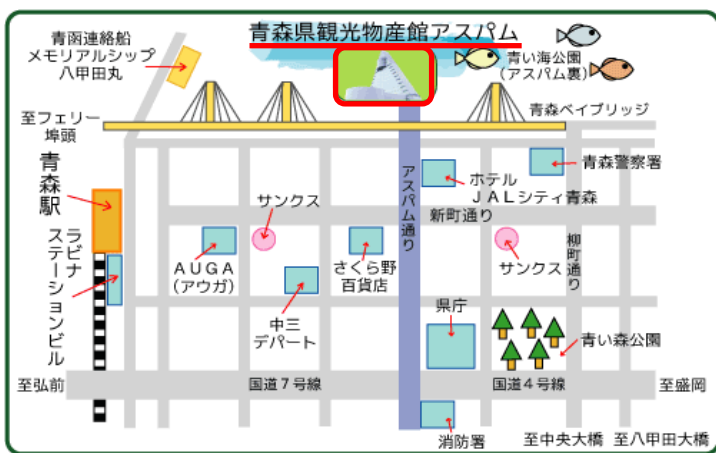 青森県観光物産館アスパム
青函連絡船
メモリアルシップ
八甲田丸
青い海公園
（アスパム裏）
青森ベイブリッジ
至フェリー
埠頭
青森駅
アスパム通り
青森警察署
ホテル
ＪＡＬシティ青森
サンクス
新町通り
柳町通り
ラビナ
ステーションビル
ＡＵＧＡ
（アウガ）
さくら野
百貨店
サンクス
中三
デパート
県庁
青い森公園
至弘前
国道７号線
国道４号線
至盛岡
消防署
至中央大橋
至八甲田大橋